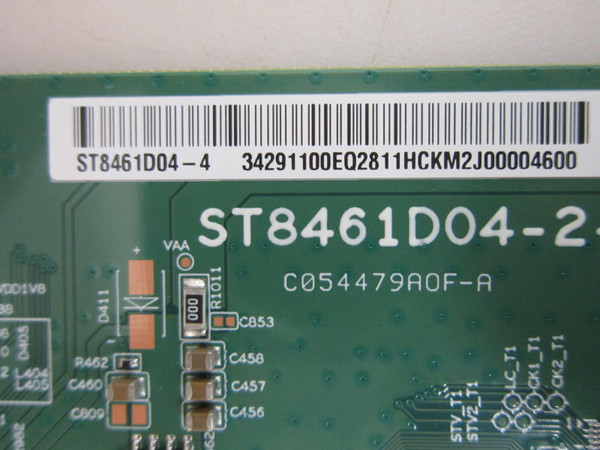 ST8461D04-4 34291100EQ2811HCKM2J00004600
ST8461D04-2-
C054479A0F-A
VAA
+
D411
R1011
000
C853
VDD1V8
D405
L404
L405
R462
C460
C809
C458
C457
C456
STV_T1
STV2_T1
LC_T1
CK1_T1
CK2_T1